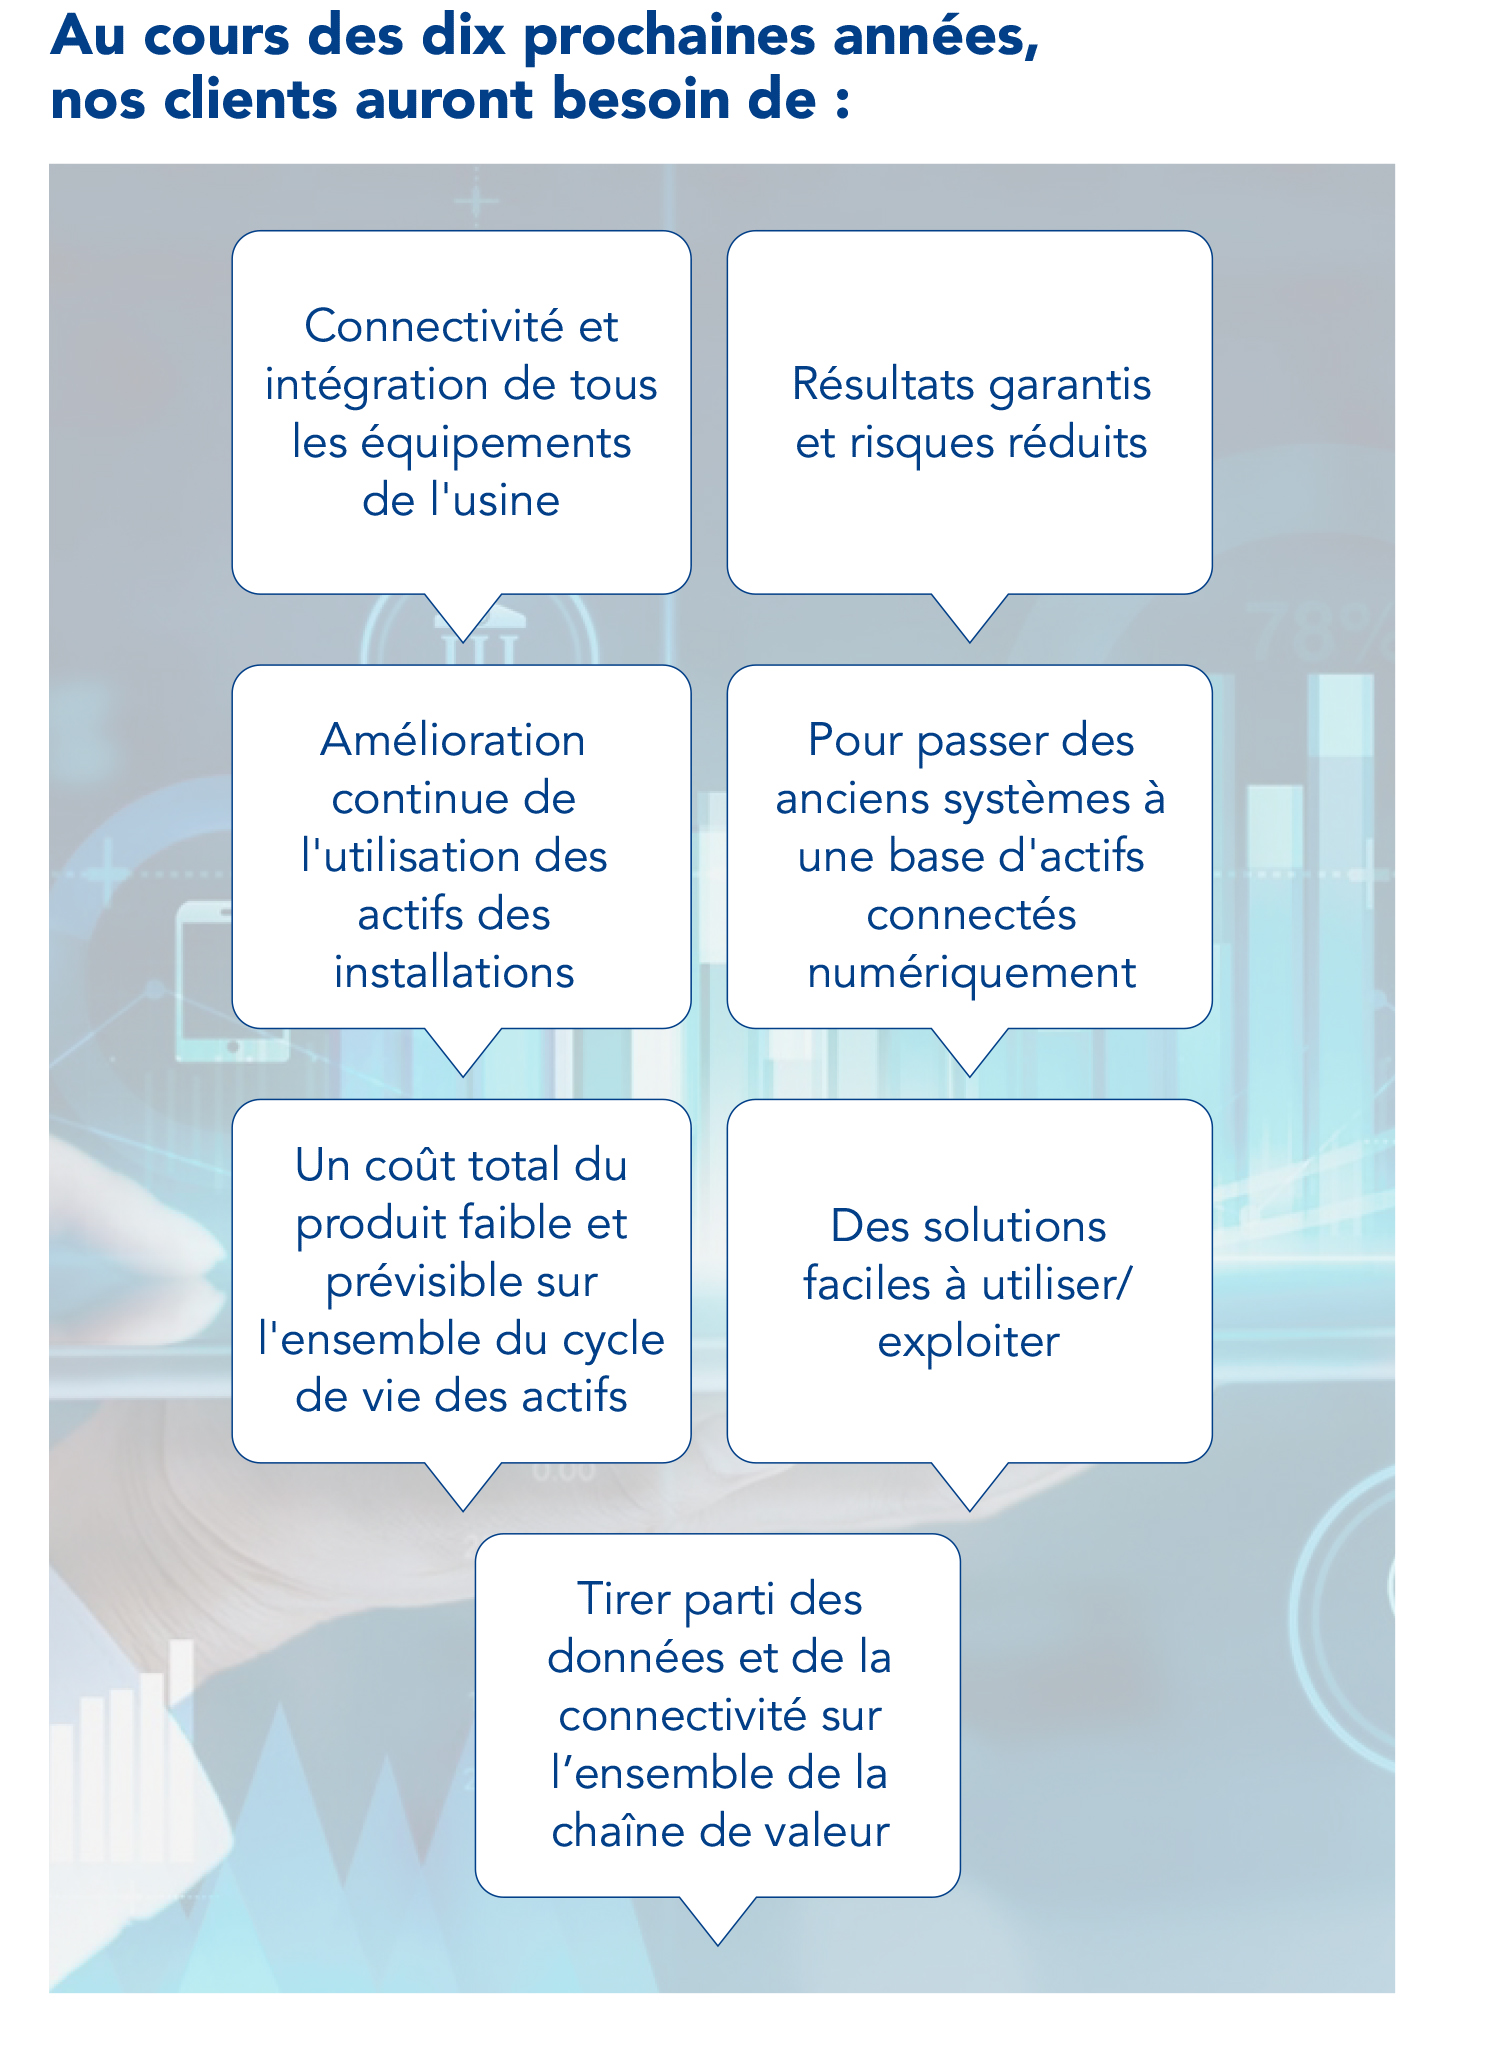 Au cours des dix prochaines années,
nos clients auront besoin de :
Connectivité et
intégration de tous
les équipements
de l'usine
Résultats garantis
et risques réduits
78%
Amélioration
continue de
l'utilisation des
actifs des
installations
Pour passer des
anciens systèmes à
une base d'actifs
connectés
numériquement
Un coût total du
produit faible et
prévisible sur
l'ensemble du cycle
de vie des actifs
Des solutions
faciles à utiliser/
exploiter
0.00
Tirer parti des
données et de la
connectivité sur
l’ensemble de la
chaîne de valeur